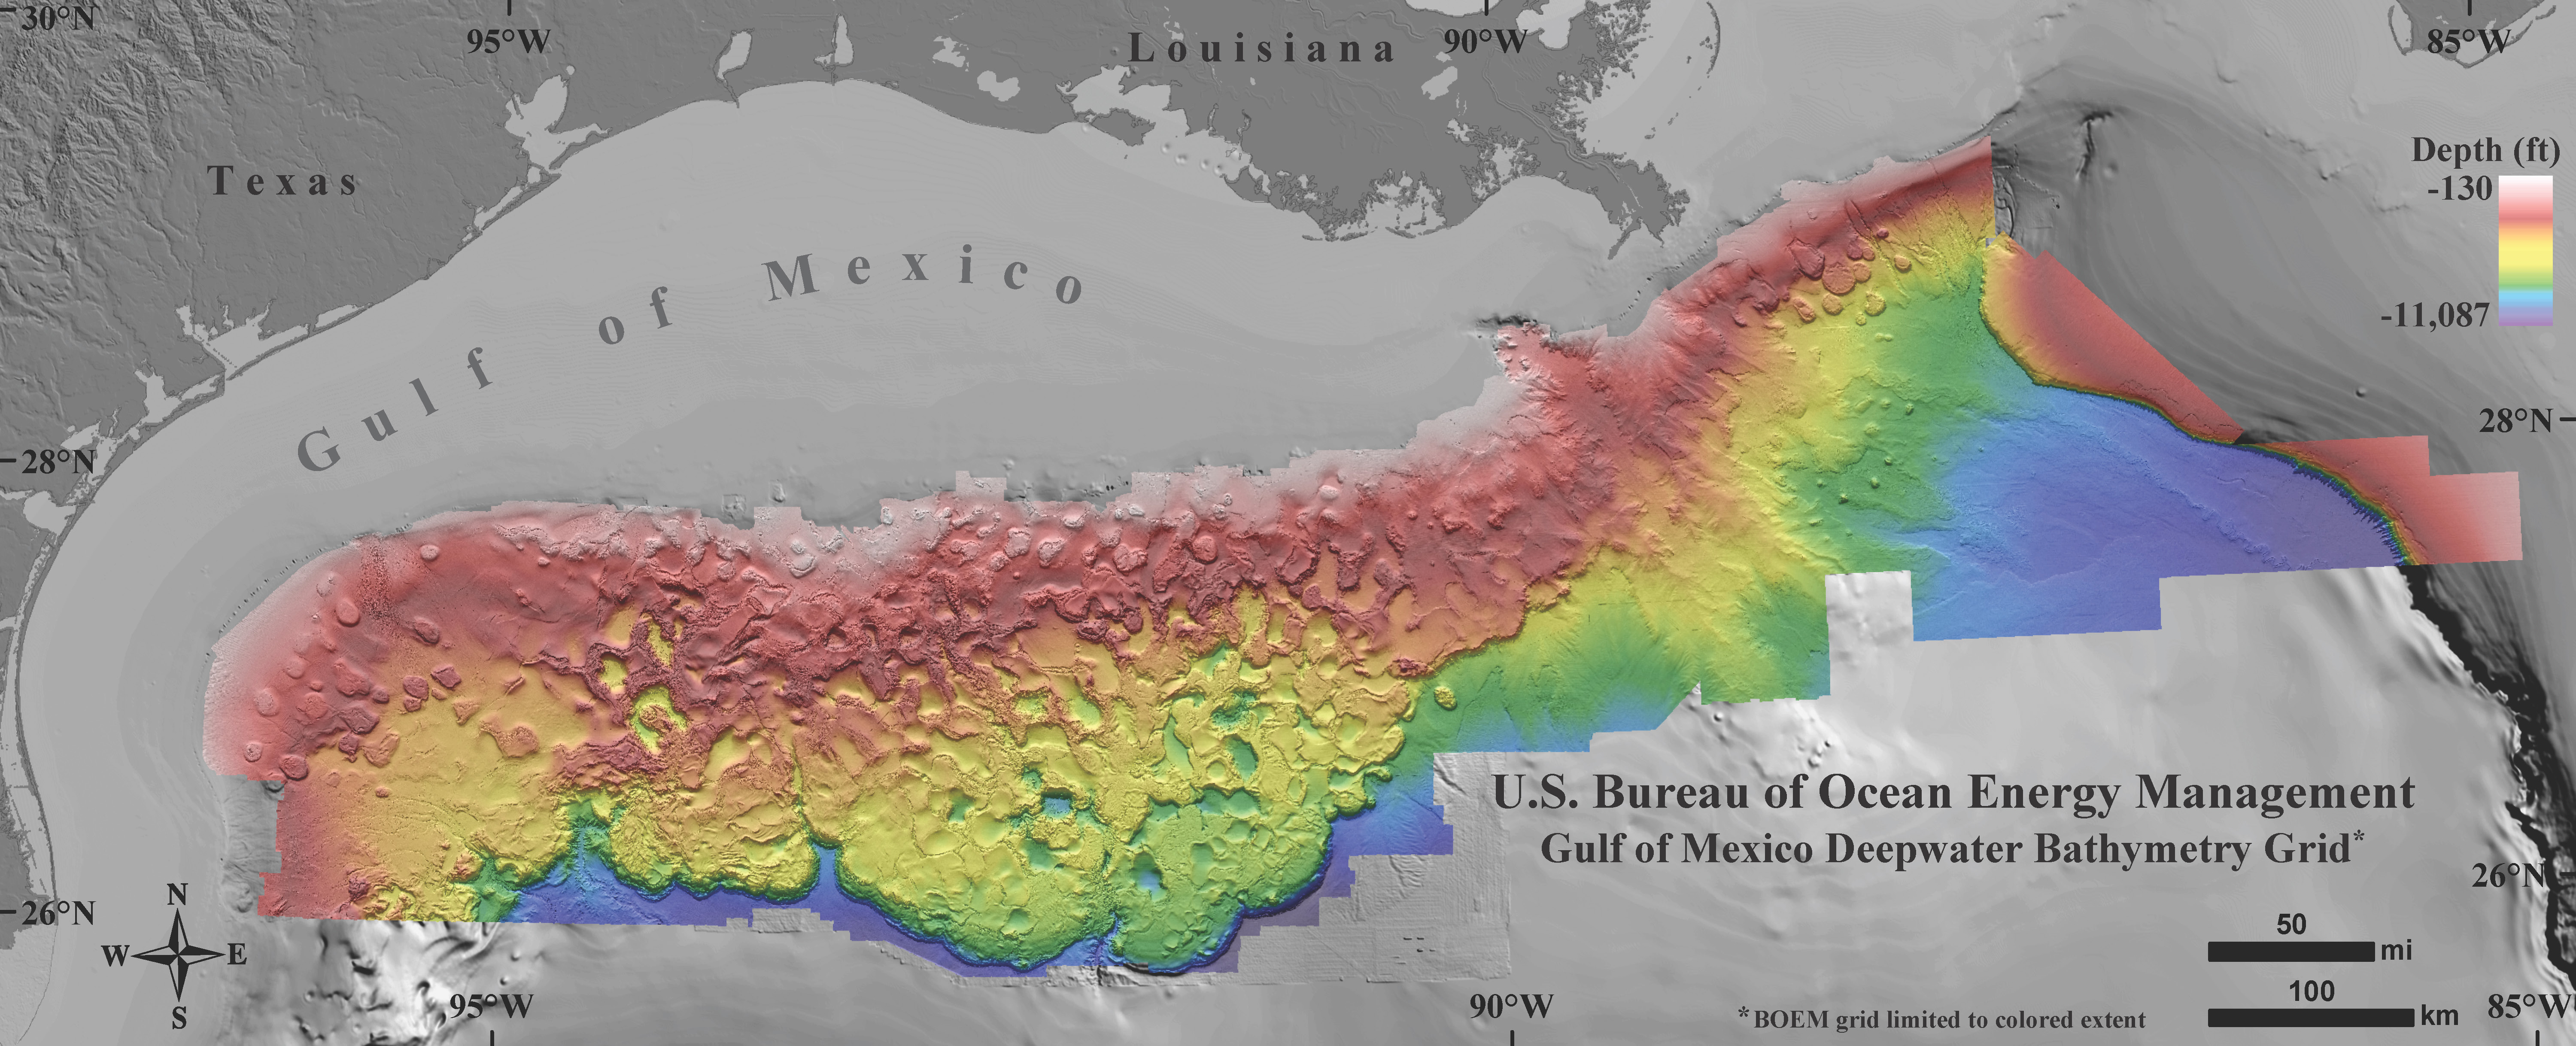 30°N
95°W
Louisiana
90°W
85°W
Texas
Depth (ft)
-130
-11,087
Gulf of Mexico
28°N
28°N
U.S. Bureau of Ocean Energy Management
Gulf of Mexico Deepwater Bathymetry Grid*
26°N
26°N
N
W E
S
50
mi
100
km
95°W
90°W
85°W
*BOEM grid limited to colored extent